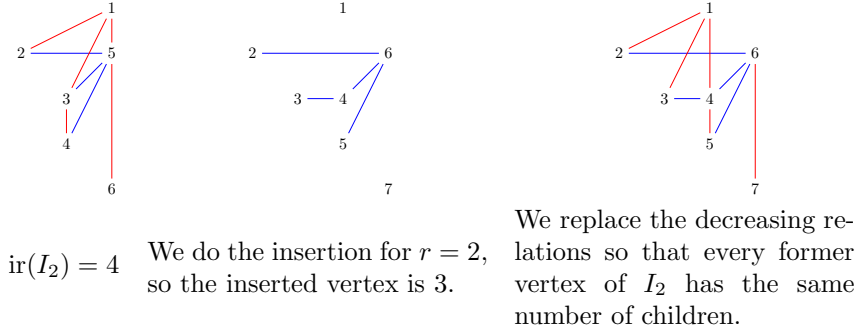 1
1
1
2
5
2
6
2
6
3
3
4
3
4
4
5
5
6
7
7
ir(I₂) = 4
We do the insertion for r = 2,
so the inserted vertex is 3.
We replace the decreasing re-
lations so that every former
vertex of I₂ has the same
number of children.